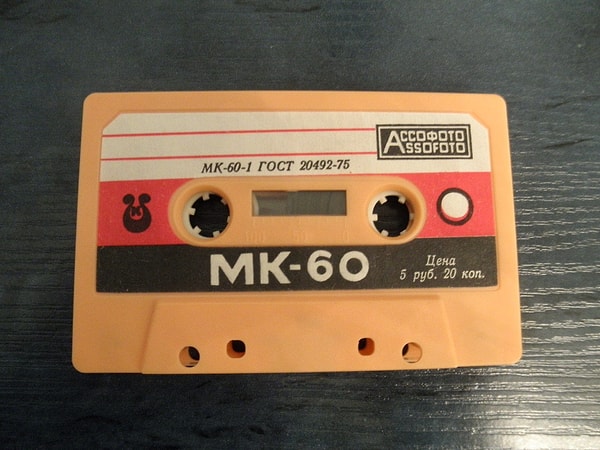 АССОФОТО
ASSOFOTO
МК-60-1 ГОСТ 20492-75
МК-60
Цена
5 руб. 20 коп.